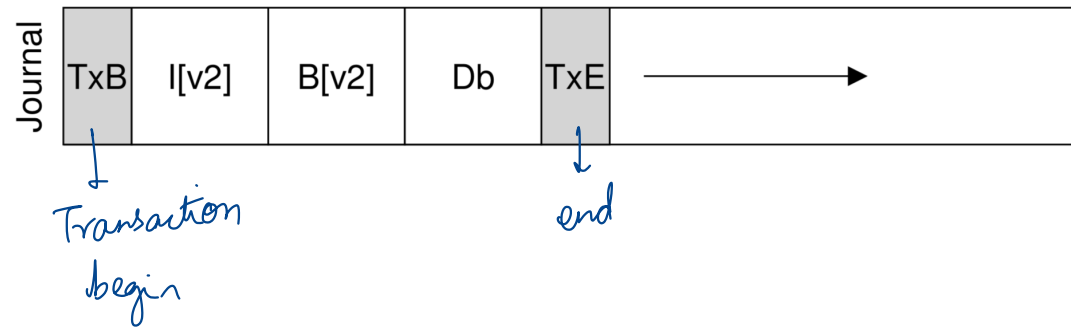 Journal
TxB I[v2] B[v2] Db TxE
Transaction end
begin